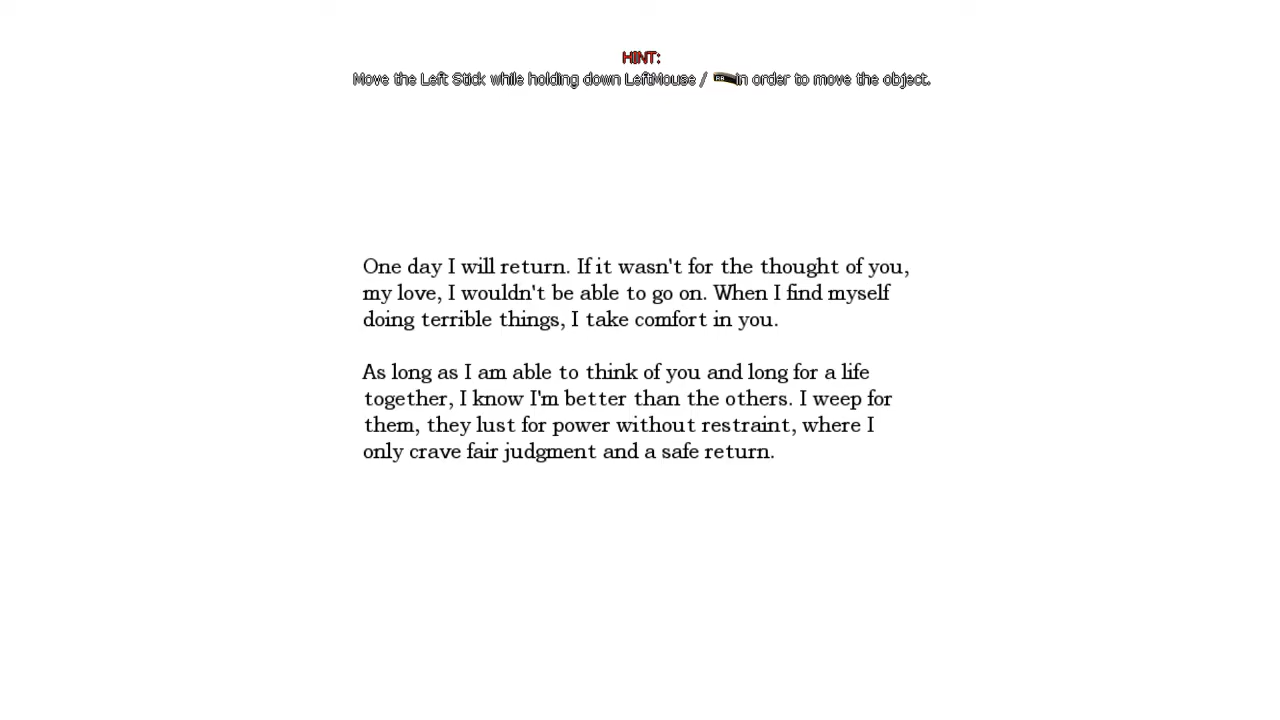 HINT:
Move the Left Stick while holding down LeftMouse / RB in order to move the object.
One day I will return. If it wasn't for the thought of you,
my love, I wouldn't be able to go on. When I find myself
doing terrible things, I take comfort in you.
As long as I am able to think of you and long for a life
together, I know I'm better than the others. I weep for
them, they lust for power without restraint, where I
only crave fair judgment and a safe return.